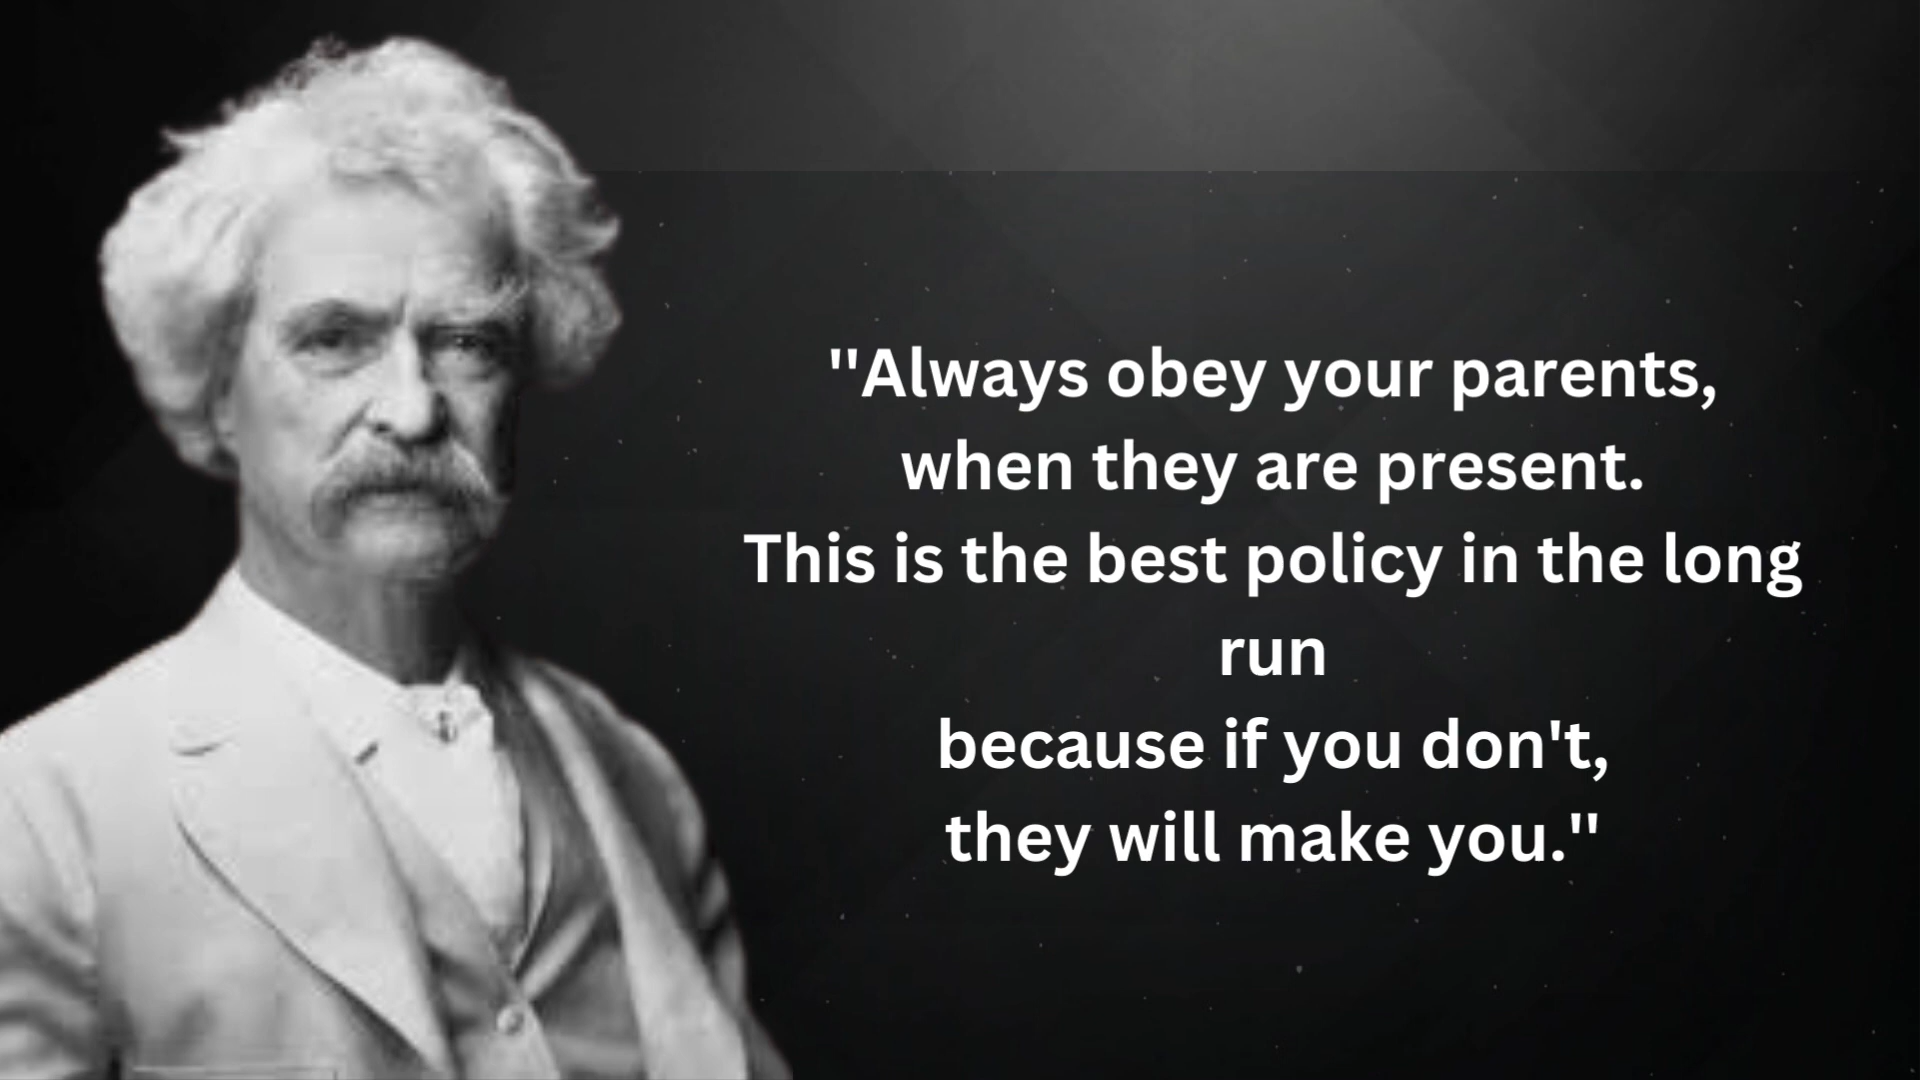 "Always obey your parents,
when they are present.
This is the best policy in the long
run
because if you don't,
they will make you."